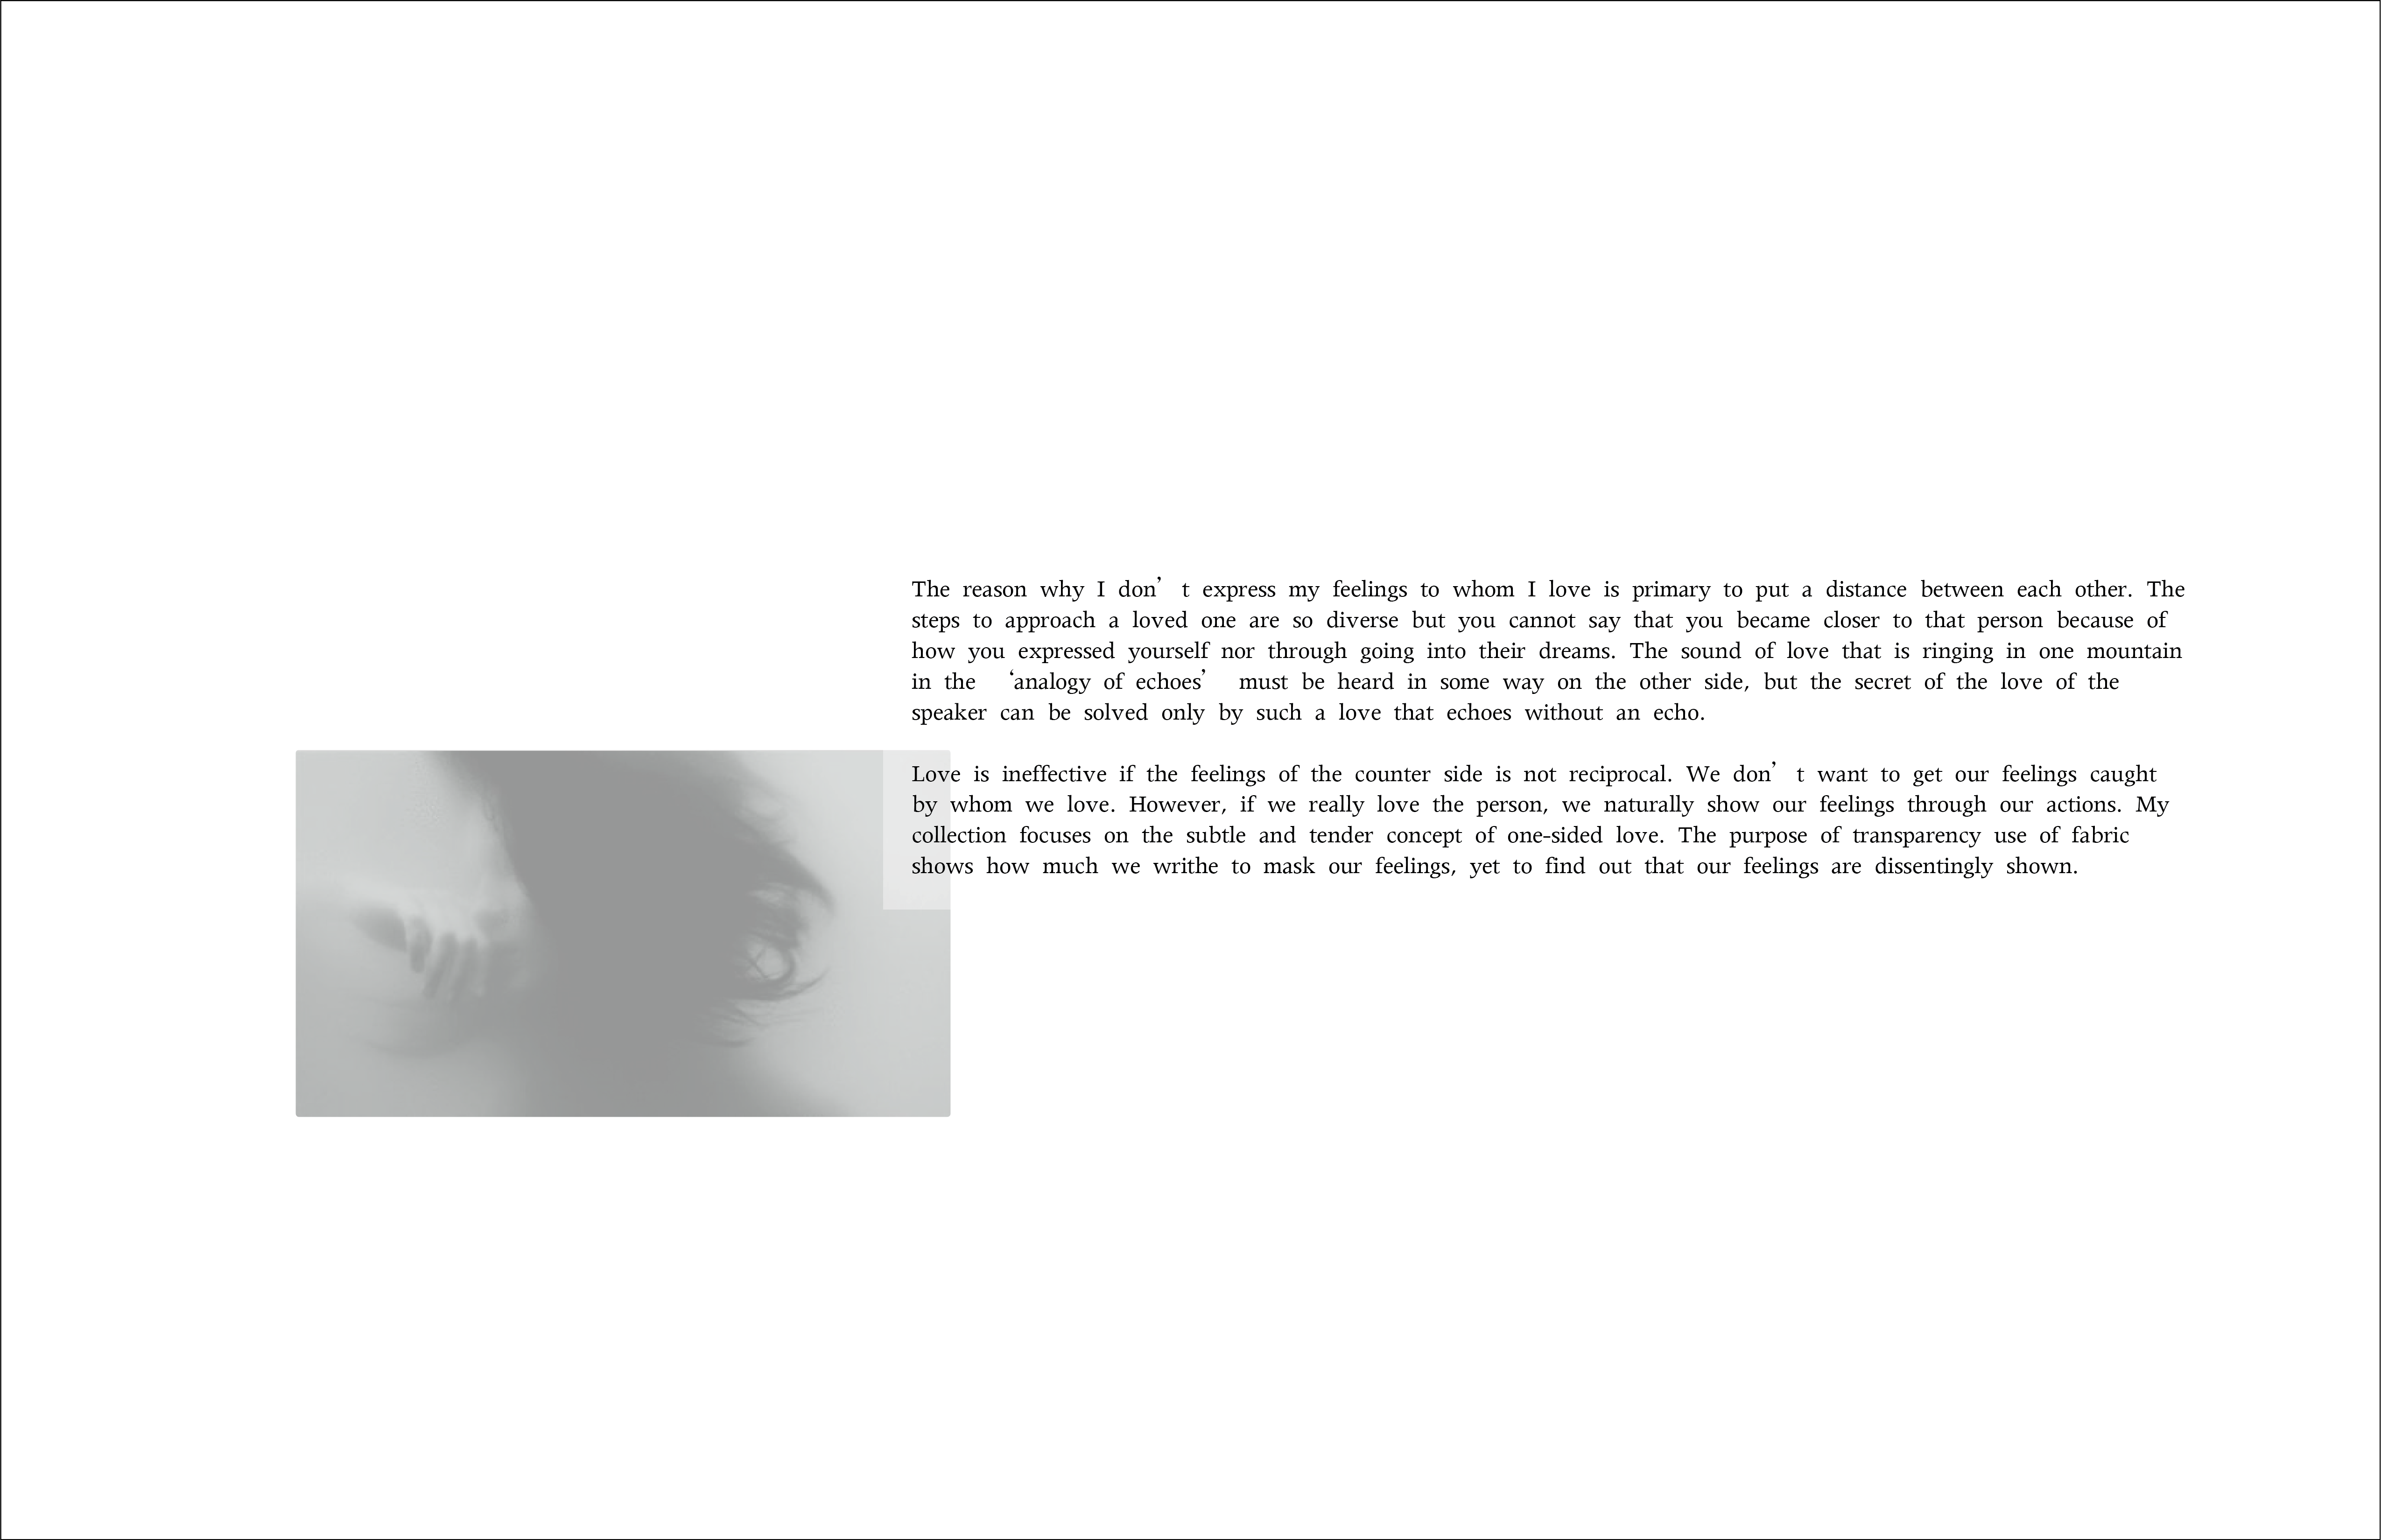 The reason why I don’ t express my feelings to whom I love is primary to put a distance between each other. The
steps to approach a loved one are so diverse but you cannot say that you became closer to that person because of
how you expressed yourself nor through going into their dreams. The sound of love that is ringing in one mountain
in the ‘analogy of echoes’ must be heard in some way on the other side, but the secret of the love of the
speaker can be solved only by such a love that echoes without an echo.
Love is ineffective if the feelings of the counter side is not reciprocal. We don’ t want to get our feelings caught
by whom we love. However, if we really love the person, we naturally show our feelings through our actions. My
collection focuses on the subtle and tender concept of one-sided love. The purpose of transparency use of fabric
shows how much we writhe to mask our feelings, yet to find out that our feelings are dissentingly shown.